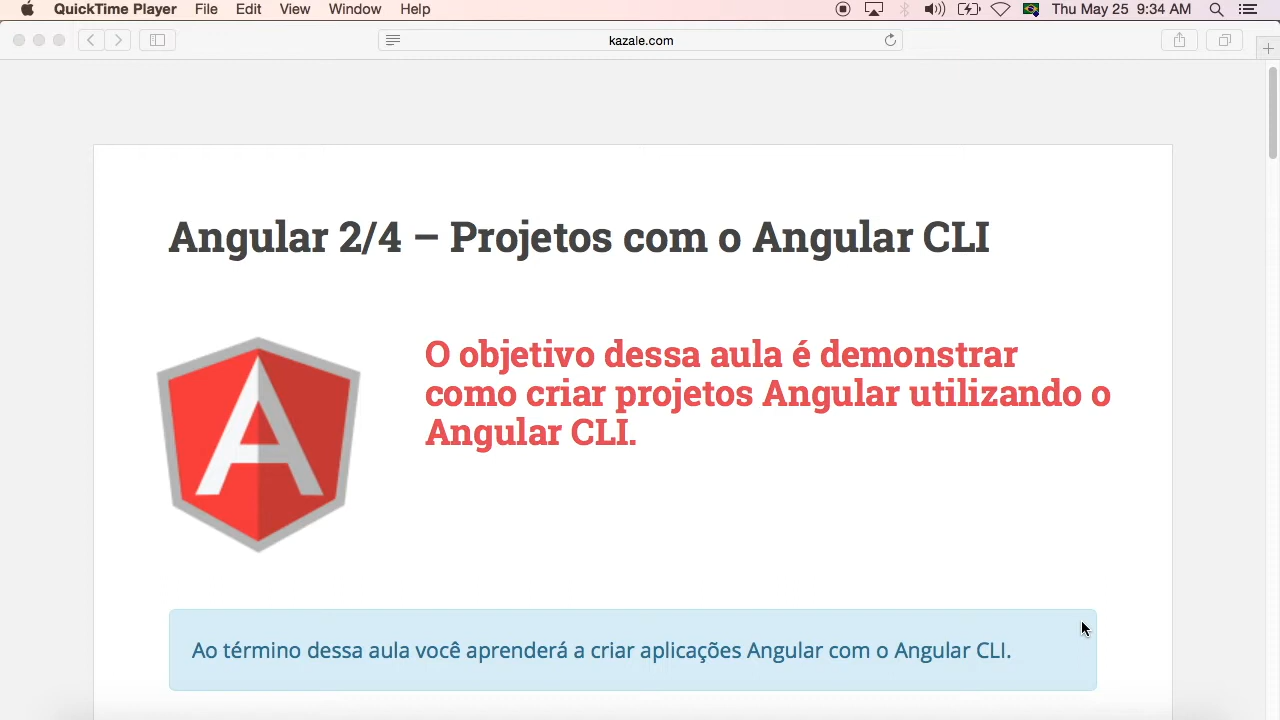 QuickTime Player File Edit View Window Help Thu May 25 9:34 AM
kazale.com
Angular 2/4 – Projetos com o Angular CLI
O objetivo dessa aula é demonstrar
como criar projetos Angular utilizando o
Angular CLI.
Ao término dessa aula você aprenderá a criar aplicações Angular com o Angular CLI.